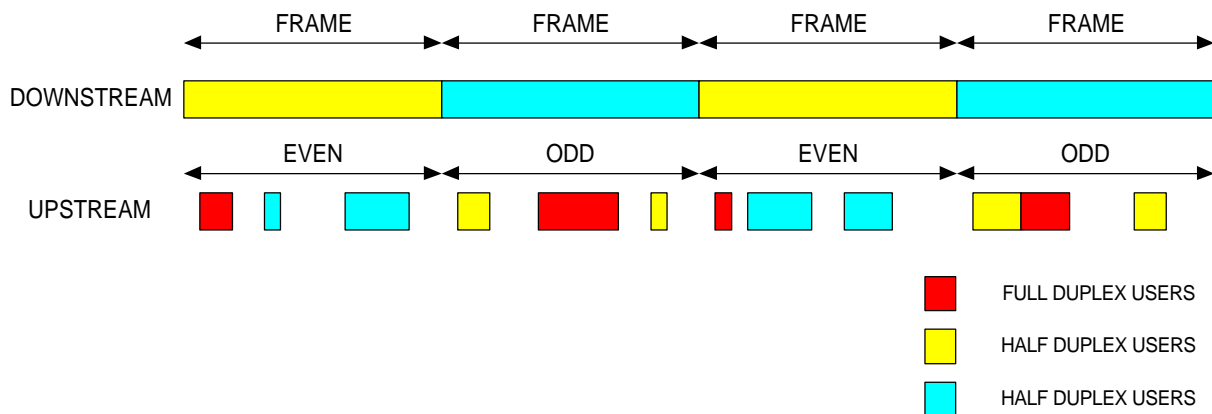 FRAME FRAME FRAME FRAME
DOWNSTREAM
EVEN ODD EVEN ODD
UPSTREAM
FULL DUPLEX USERS
HALF DUPLEX USERS
HALF DUPLEX USERS